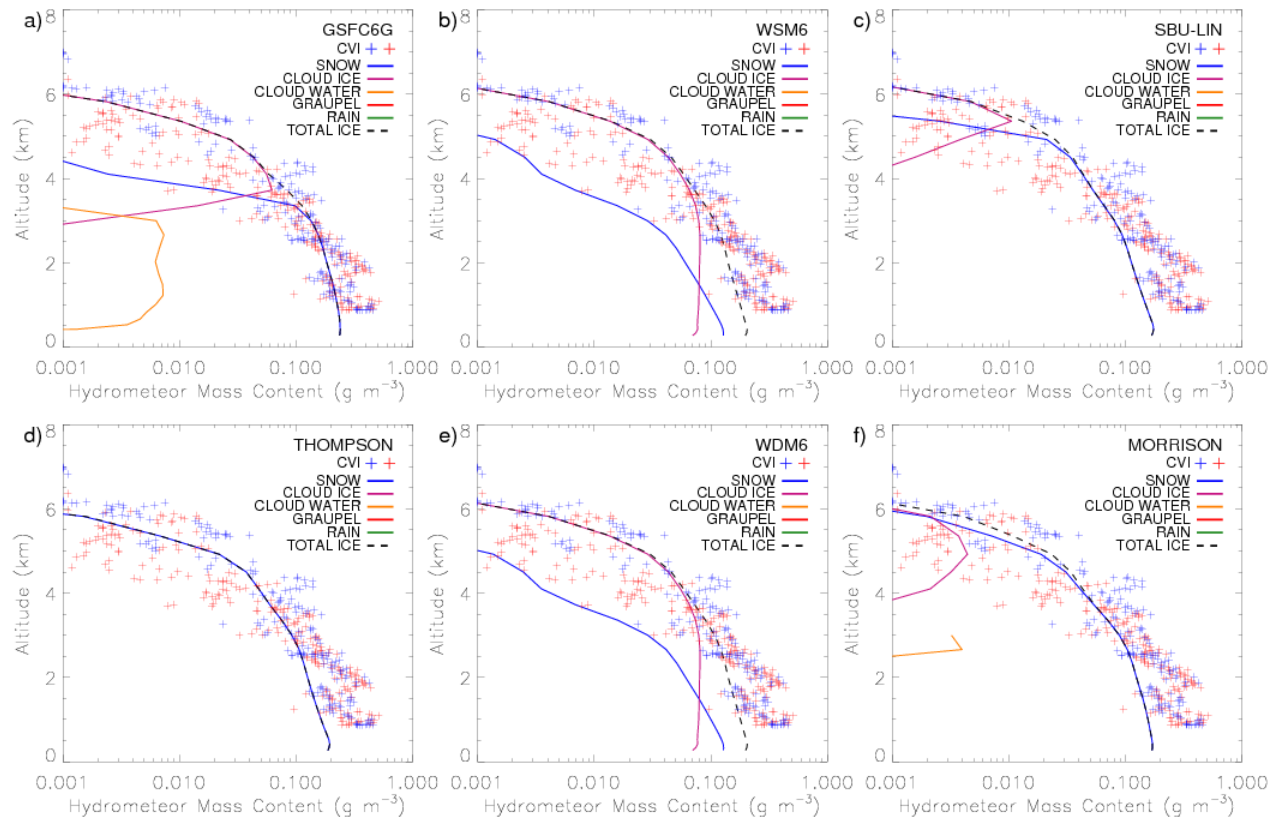 a)
GSFC6G
CVI + +
SNOW
CLOUD ICE
CLOUD WATER
GRAUPEL
RAIN
TOTAL ICE
8
6
4
2
0
Altitude (km)
0.001 0.010 0.100 1.000
Hydrometeor Mass Content (g m⁻³)
b)
WSM6
CVI + +
SNOW
CLOUD ICE
CLOUD WATER
GRAUPEL
RAIN
TOTAL ICE
8
6
4
2
0
Altitude (km)
0.001 0.010 0.100 1.000
Hydrometeor Mass Content (g m⁻³)
c)
SBU-LIN
CVI + +
SNOW
CLOUD ICE
CLOUD WATER
GRAUPEL
RAIN
TOTAL ICE
8
6
4
2
0
Altitude (km)
0.001 0.010 0.100 1.000
Hydrometeor Mass Content (g m⁻³)
d)
THOMPSON
CVI + +
SNOW
CLOUD ICE
CLOUD WATER
GRAUPEL
RAIN
TOTAL ICE
8
6
4
2
0
Altitude (km)
0.001 0.010 0.100 1.000
Hydrometeor Mass Content (g m⁻³)
e)
WDM6
CVI + +
SNOW
CLOUD ICE
CLOUD WATER
GRAUPEL
RAIN
TOTAL ICE
8
6
4
2
0
Altitude (km)
0.001 0.010 0.100 1.000
Hydrometeor Mass Content (g m⁻³)
f)
MORRISON
CVI + +
SNOW
CLOUD ICE
CLOUD WATER
GRAUPEL
RAIN
TOTAL ICE
8
6
4
2
0
Altitude (km)
0.001 0.010 0.100 1.000
Hydrometeor Mass Content (g m⁻³)